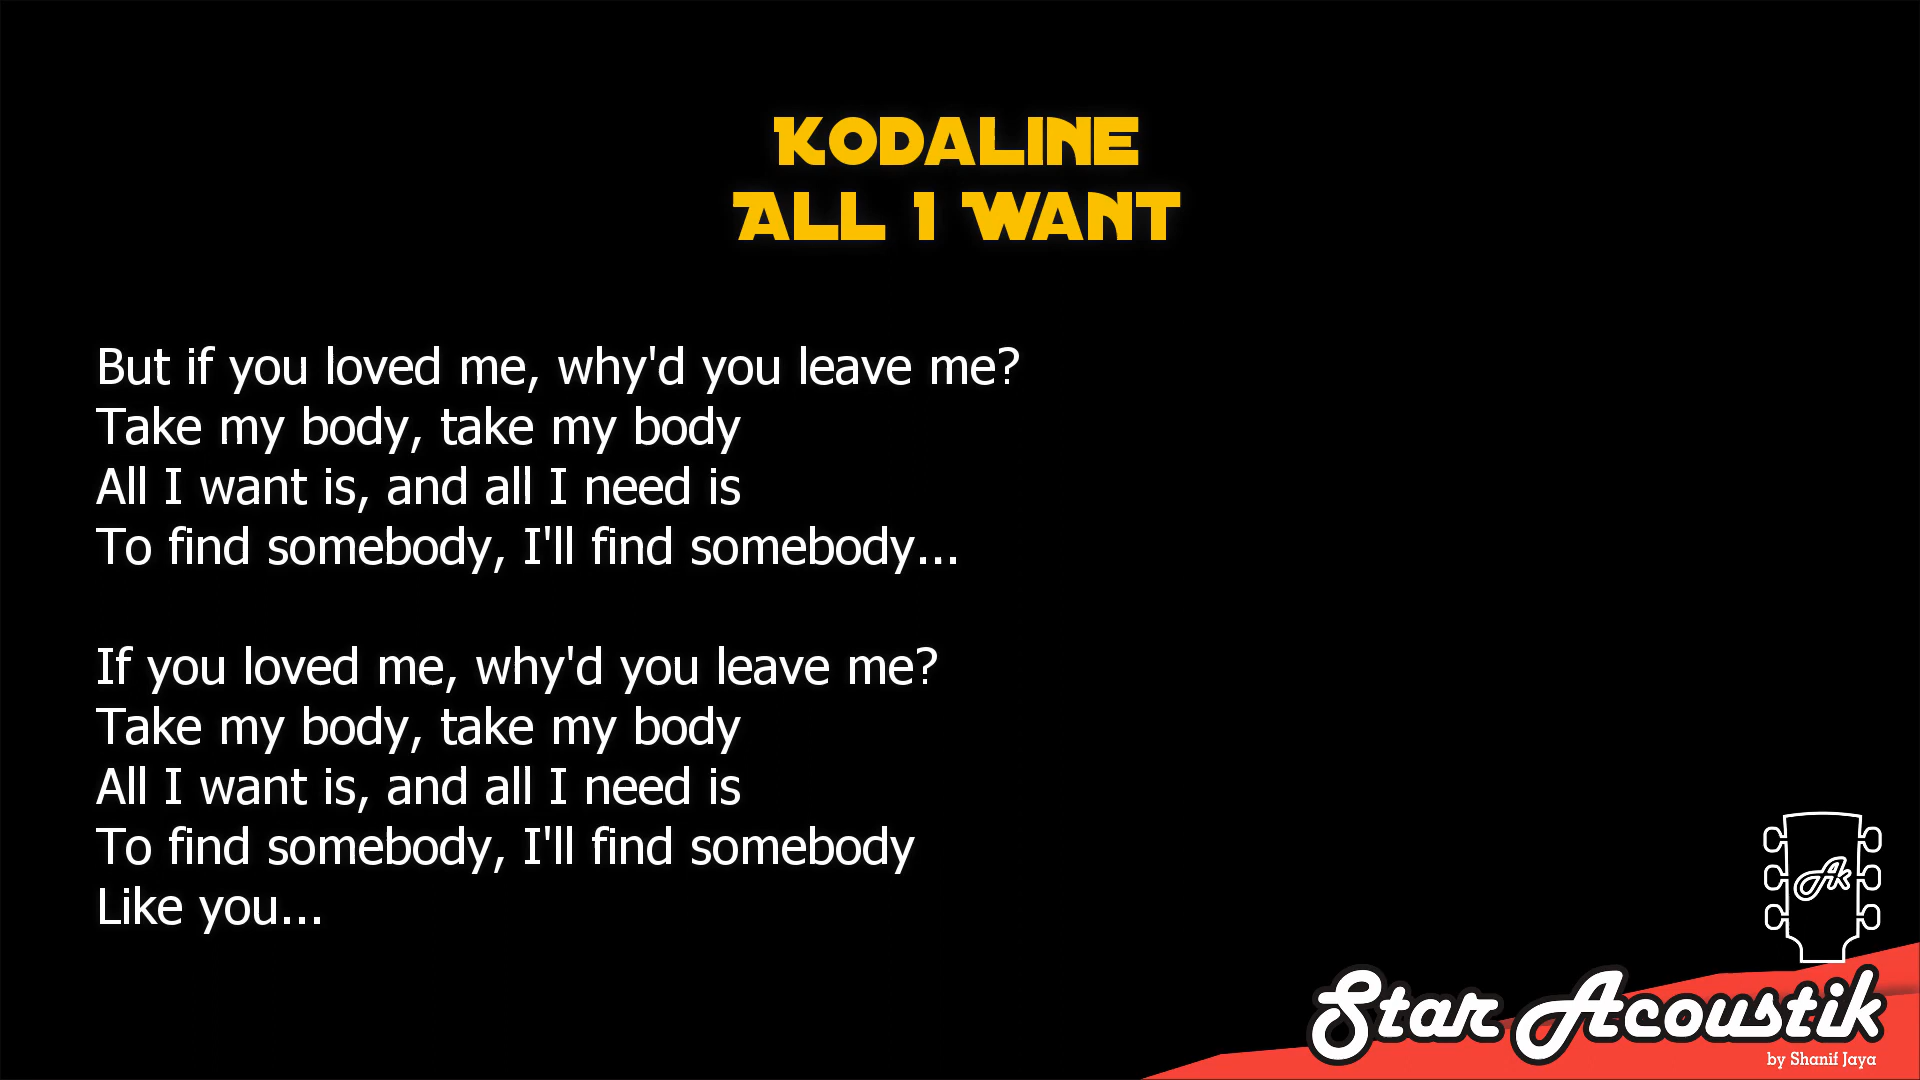 KODALINE
ALL I WANT
But if you loved me, why'd you leave me?
Take my body, take my body
All I want is, and all I need is
To find somebody, I'll find somebody...
If you loved me, why'd you leave me?
Take my body, take my body
All I want is, and all I need is
To find somebody, I'll find somebody
Like you...
Ak
Star Acoustik
by Shanif Jaya